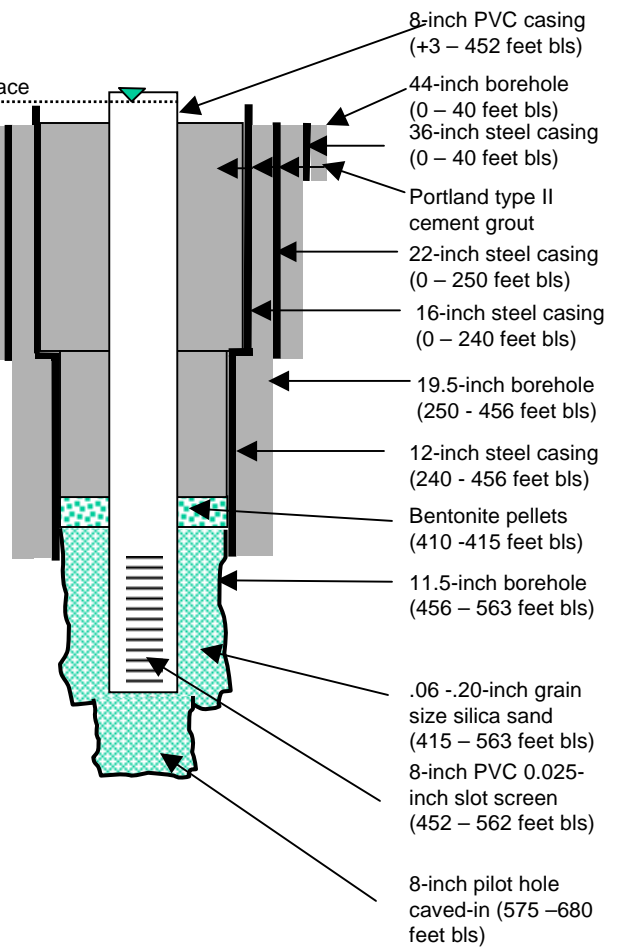 8-inch PVC casing
(+3 – 452 feet bls)
44-inch borehole
(0 – 40 feet bls)
36-inch steel casing
(0 – 40 feet bls)
Portland type II
cement grout
22-inch steel casing
(0 – 250 feet bls)
16-inch steel casing
(0 – 240 feet bls)
19.5-inch borehole
(250 - 456 feet bls)
12-inch steel casing
(240 - 456 feet bls)
Bentonite pellets
(410 -415 feet bls)
11.5-inch borehole
(456 – 563 feet bls)
.06 -.20-inch grain
size silica sand
(415 – 563 feet bls)
8-inch PVC 0.025-
inch slot screen
(452 – 562 feet bls)
8-inch pilot hole
caved-in (575 –680
feet bls)